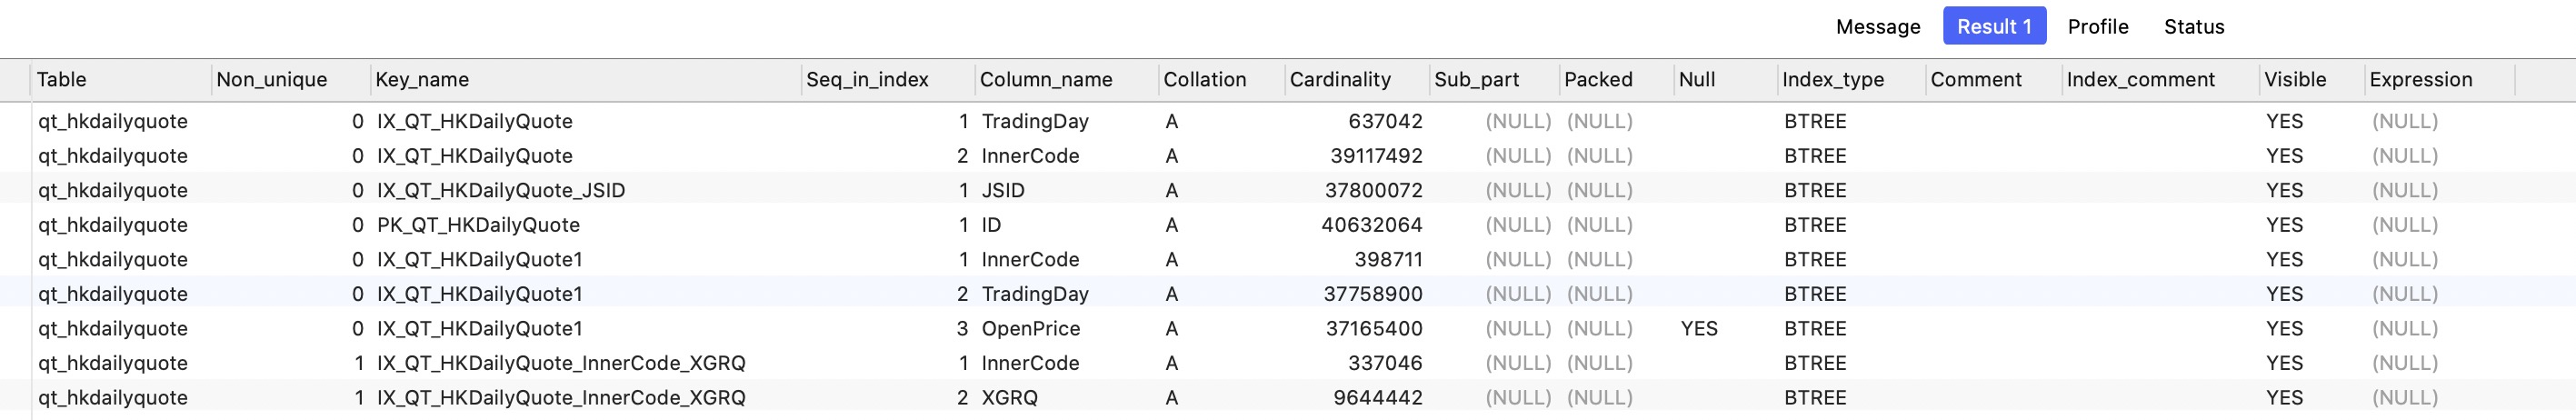 Message Result 1 Profile Status
Table Non_unique Key_name Seq_in_index Column_name Collation Cardinality Sub_part Packed Null Index_type Comment Index_comment Visible Expression
qt_hkdailyquote 0 IX_QT_HKDailyQuote 1 TradingDay A 637042 (NULL) (NULL) BTREE YES (NULL)
qt_hkdailyquote 0 IX_QT_HKDailyQuote 2 InnerCode A 39117492 (NULL) (NULL) BTREE YES (NULL)
qt_hkdailyquote 0 IX_QT_HKDailyQuote_JSID 1 JSID A 37800072 (NULL) (NULL) BTREE YES (NULL)
qt_hkdailyquote 0 PK_QT_HKDailyQuote 1 ID A 40632064 (NULL) (NULL) BTREE YES (NULL)
qt_hkdailyquote 0 IX_QT_HKDailyQuote1 1 InnerCode A 398711 (NULL) (NULL) BTREE YES (NULL)
qt_hkdailyquote 0 IX_QT_HKDailyQuote1 2 TradingDay A 37758900 (NULL) (NULL) BTREE YES (NULL)
qt_hkdailyquote 0 IX_QT_HKDailyQuote1 3 OpenPrice A 37165400 (NULL) (NULL) YES BTREE YES (NULL)
qt_hkdailyquote 1 IX_QT_HKDailyQuote_InnerCode_XGRQ 1 InnerCode A 337046 (NULL) (NULL) BTREE YES (NULL)
qt_hkdailyquote 1 IX_QT_HKDailyQuote_InnerCode_XGRQ 2 XGRQ A 9644442 (NULL) (NULL) BTREE YES (NULL)